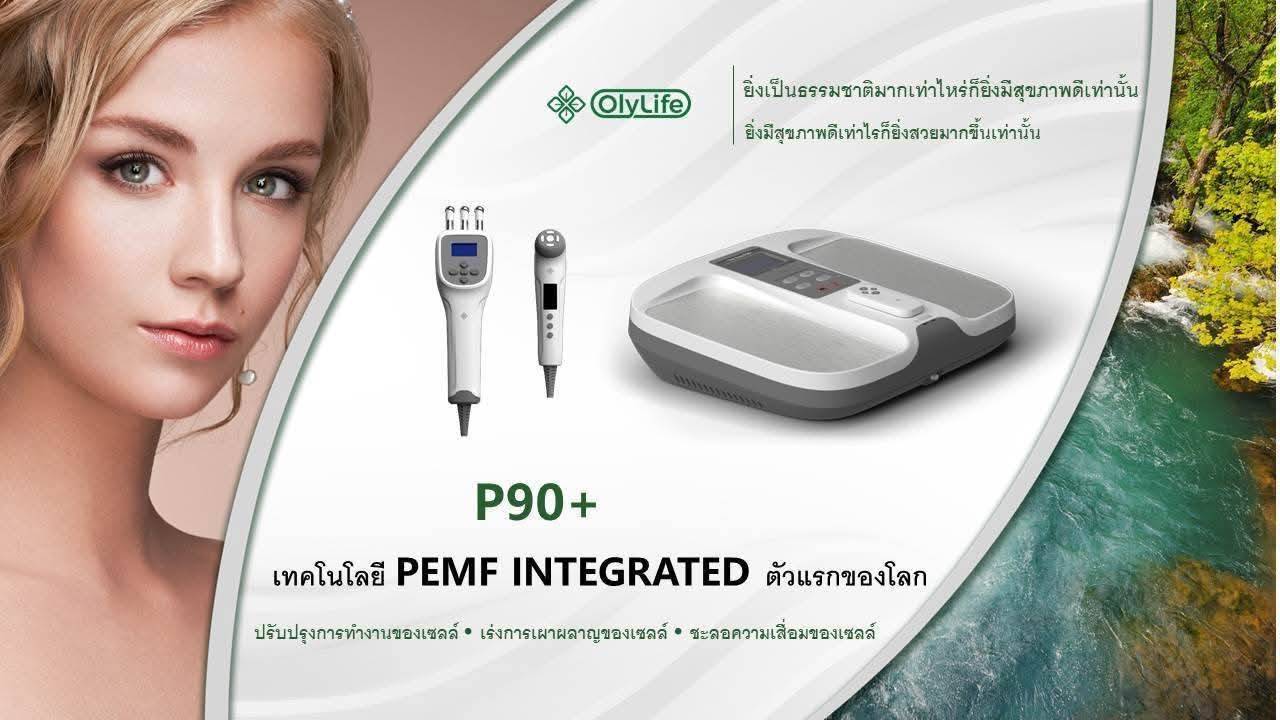 OlyLife
ยิ่งเป็นธรรมชาติมากเท่าไหร่ก็ยิ่งมีสุขภาพดีเท่านั้น
ยิ่งมีสุขภาพดีเท่าไรก็ยิ่งสวยมากขึ้นเท่านั้น
P90+
เทคโนโลยี PEMF INTEGRATED ตัวแรกของโลก
ปรับปรุงการทำงานของเซลล์ • เร่งการเผาผลาญของเซลล์ • ชะลอความเสื่อมของเซลล์